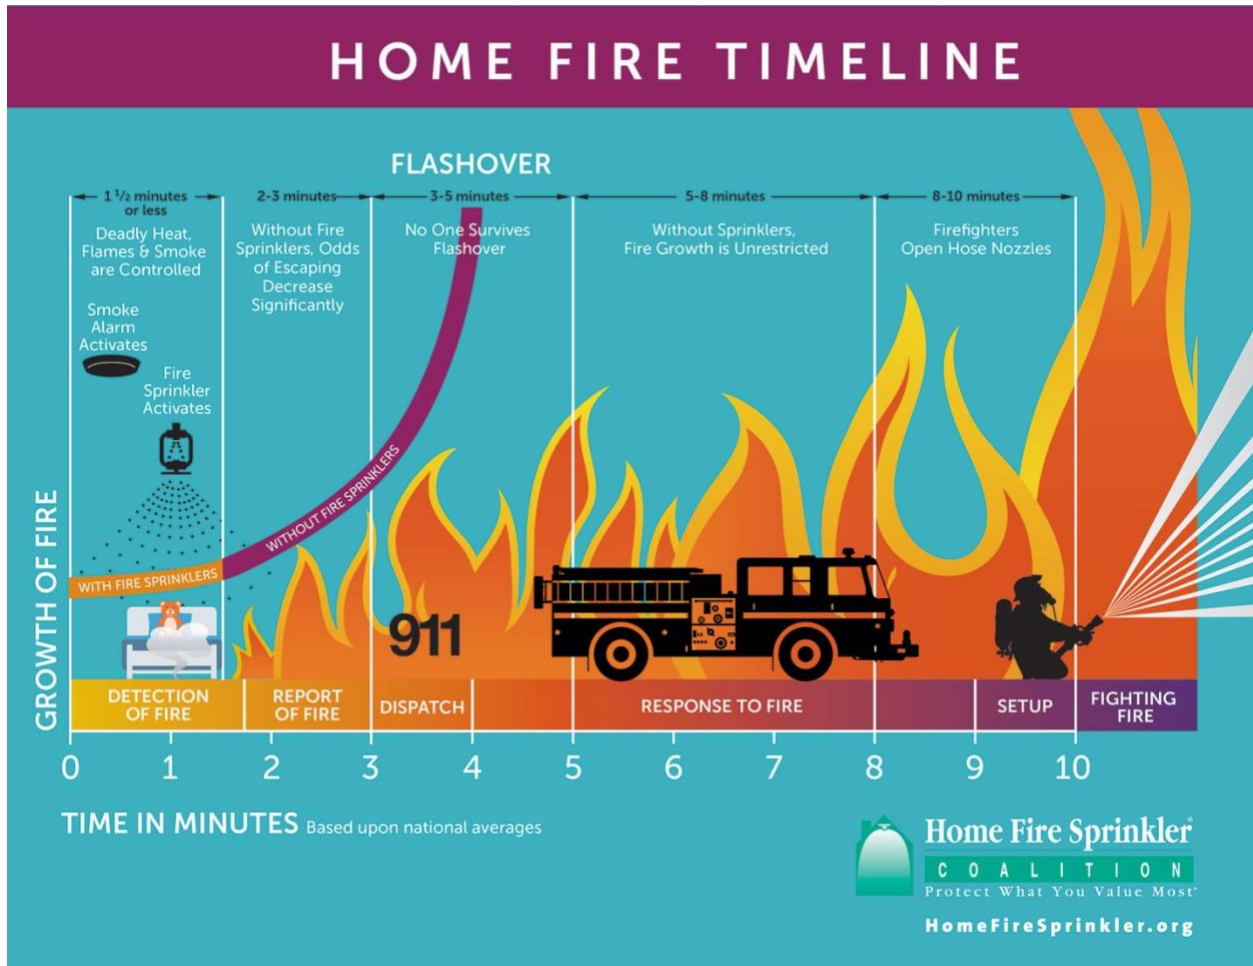 HOME FIRE TIMELINE
FLASHOVER
1 ½ minutes
or less
Deadly Heat,
Flames & Smoke
are Controlled
2-3 minutes
Without Fire
Sprinklers, Odds
of Escaping
Decrease
Significantly
3-5 minutes
No One Survives
Flashover
5-8 minutes
Without Sprinklers,
Fire Growth is Unrestricted
8-10 minutes
Firefighters
Open Hose Nozzles
Smoke
Alarm
Activates
Fire
Sprinkler
Activates
WITH FIRE SPRINKLERS
WITHOUT FIRE SPRINKLERS
911
GROWTH OF FIRE
DETECTION
OF FIRE
REPORT
OF FIRE
DISPATCH
RESPONSE TO FIRE
SETUP
FIGHTING
FIRE
0 1 2 3 4 5 6 7 8 9 10
TIME IN MINUTES Based upon national averages
Home Fire Sprinkler®
COALITION
Protect What You Value Most™
HomeFireSprinkler.org